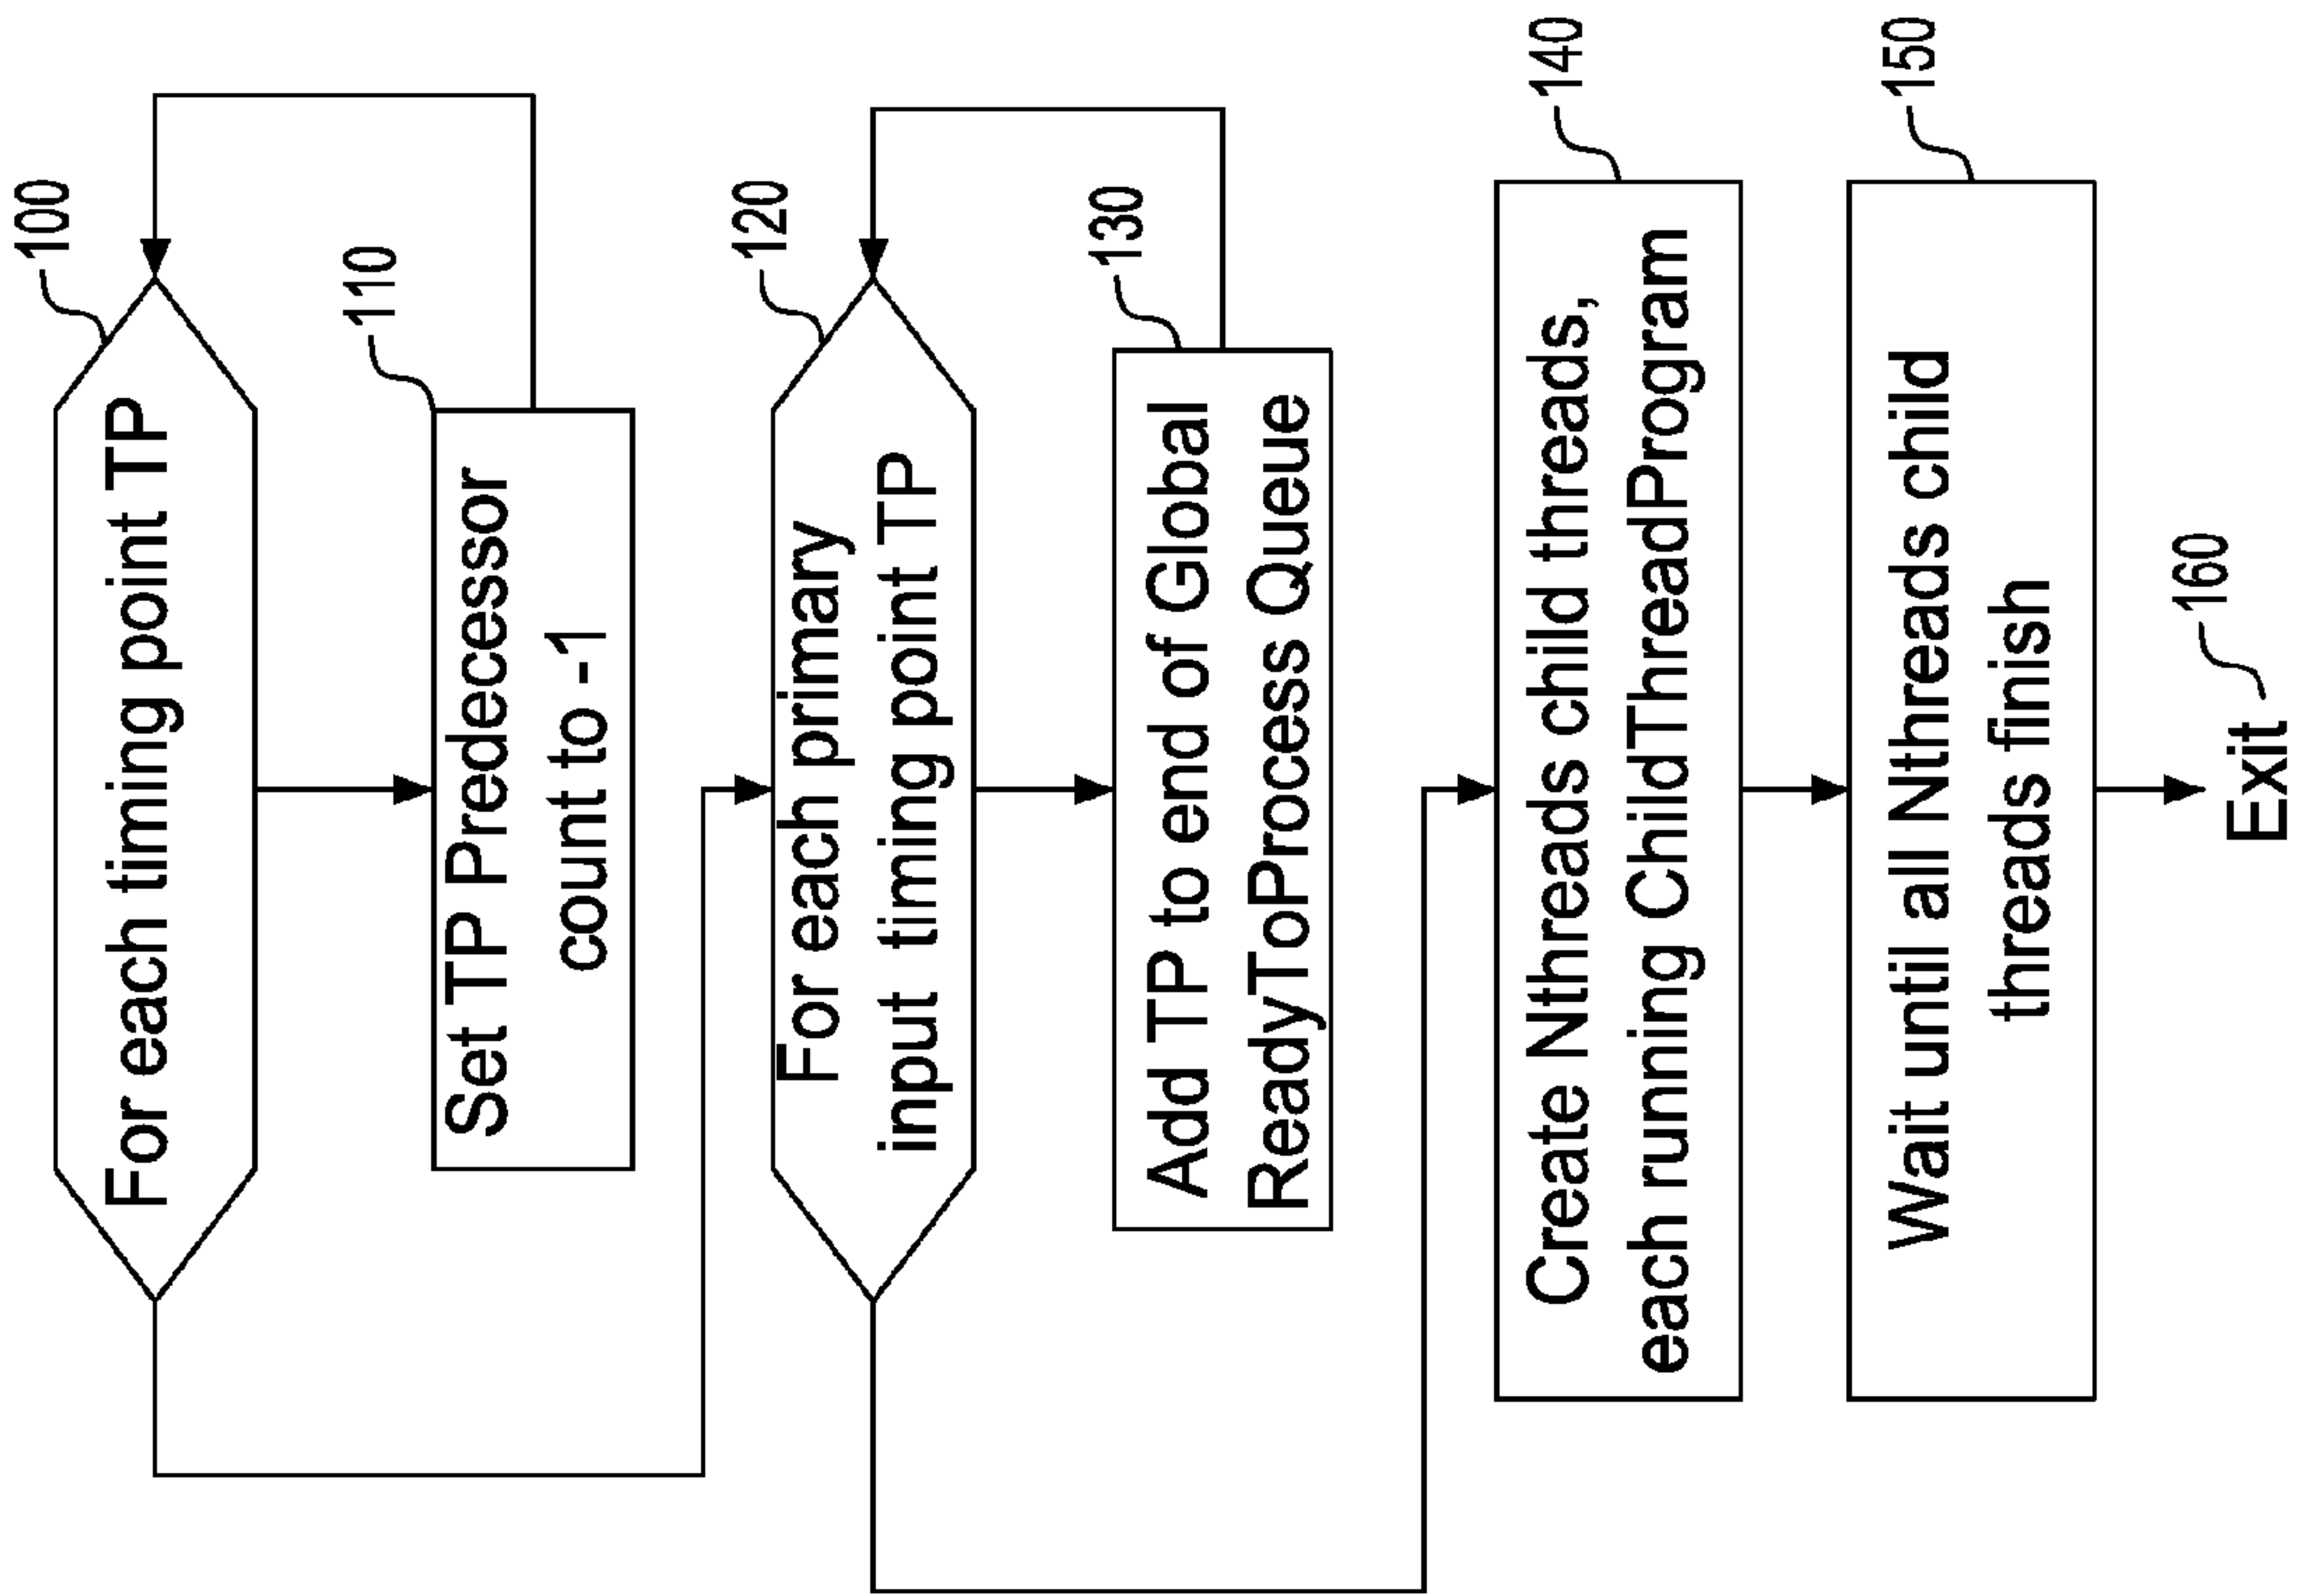 100
For each timing point TP
110
Set TP Predecessor
count to -1
120
For each primary
input timing point TP
130
Add TP to end of Global
ReadyToProcess Queue
140
Create Nthreads child threads,
each running ChildThreadProgram
150
Wait until all Nthreads child
threads finish
160
Exit